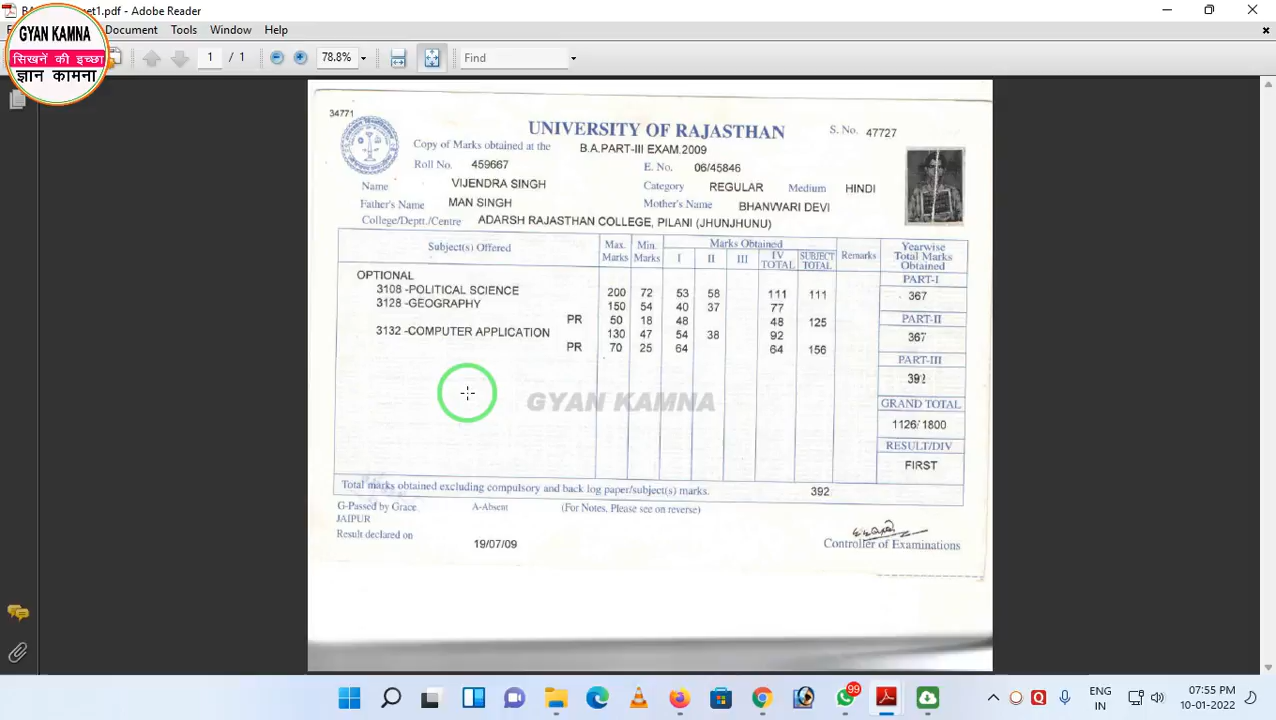 et1.pdf - Adobe Reader
Document Tools Window Help
GYAN KAMNA
सिखनें की इच्छा
ज्ञान कामना
1 / 1 78.8% Find
34771
UNIVERSITY OF RAJASTHAN S. No. 47727
Copy of Marks obtained at the B.A.PART-III EXAM.2009
Roll No. 459667 E. No. 06/45846
Name VIJENDRA SINGH Category REGULAR Medium HINDI
Father's Name MAN SINGH Mother's Name BHANWARI DEVI
College/Deptt./Centre ADARSH RAJASTHAN COLLEGE, PILANI (JHUNJHUNU)
Subject(s) Offered Max. Marks Min. Marks Marks Obtained I II III IV TOTAL SUBJECT TOTAL Remarks Yearwise Total Marks Obtained
OPTIONAL PART-I
3108 -POLITICAL SCIENCE 200 72 53 58 111 111 367
3128 -GEOGRAPHY 150 54 40 37 77
PR 50 18 48 48 125 PART-II
3132 -COMPUTER APPLICATION 130 47 54 38 92 367
PR 70 25 64 64 156 PART-III
392
GYAN KAMNA
GRAND TOTAL
1126/1800
RESULT/DIV
FIRST
Total marks obtained excluding compulsory and back log paper/subject(s) marks. 392
G-Passed by Grace. A-Absent (For Notes, Please see on reverse)
JAIPUR
Result declared on 19/07/09
Controller of Examinations
99
ENG
IN
07:55 PM
10-01-2022